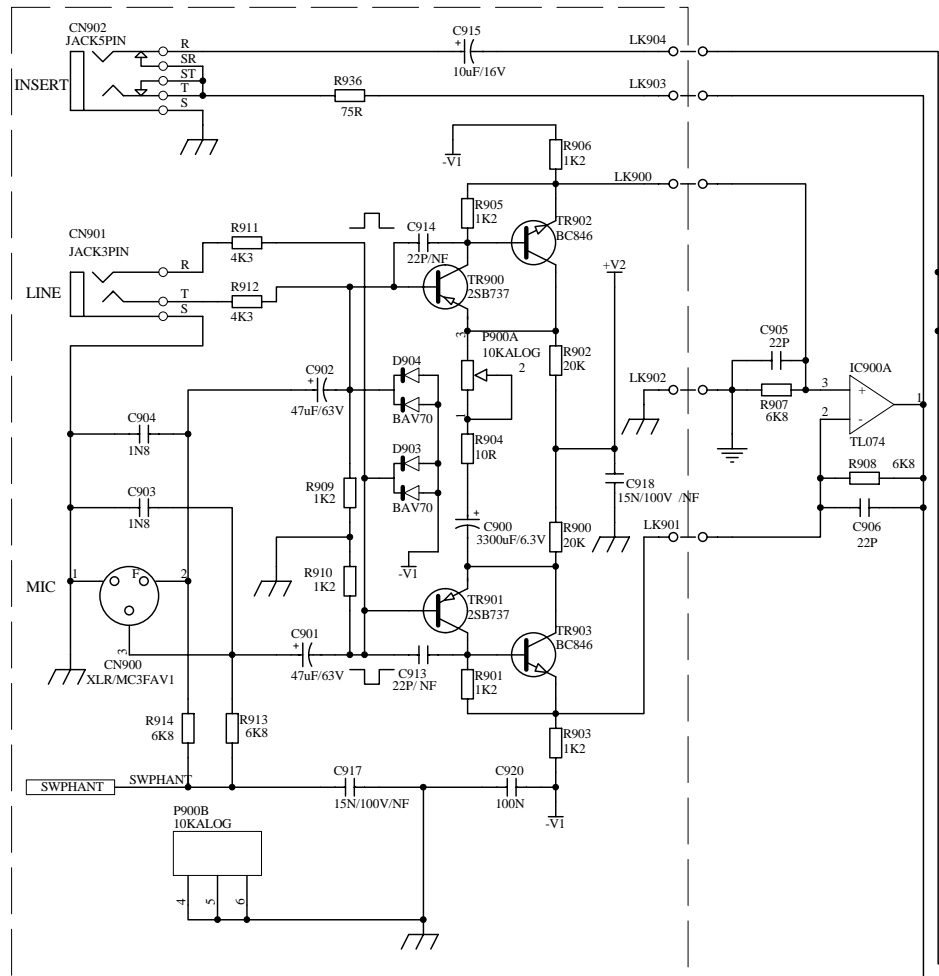 CN902
JACK5PIN
INSERT
R
SR
ST
T
S
C915
+
10uF/16V
LK904
R936
75R
LK903
-V1
R906
1K2
LK900
R905
1K2
TR902
BC846
C914
22P/NF
CN901
JACK3PIN
LINE
R
T
S
R911
4K3
R912
4K3
TR900
2SB737
+V2
3
P900A
10KALOG
2
1
R902
20K
C905
22P
IC900A
LK902
R907
6K8
3
+
2
-
1
TL074
C902
+
47uF/63V
D904
BAV70
D903
BAV70
C904
1N8
R904
10R
R908
6K8
C918
15N/100V /NF
C903
1N8
R909
1K2
+
C900
3300uF/6.3V
R900
20K
LK901
C906
22P
-V1
MIC
1
F
2
3
CN900
XLR/MC3FAV1
R910
1K2
TR901
2SB737
TR903
BC846
C901
+
47uF/63V
C913
22P/ NF
R901
1K2
R914
6K8
R913
6K8
R903
1K2
SWPHANT
SWPHANT
C917
15N/100V/NF
C920
100N
-V1
P900B
10KALOG
4
5
6